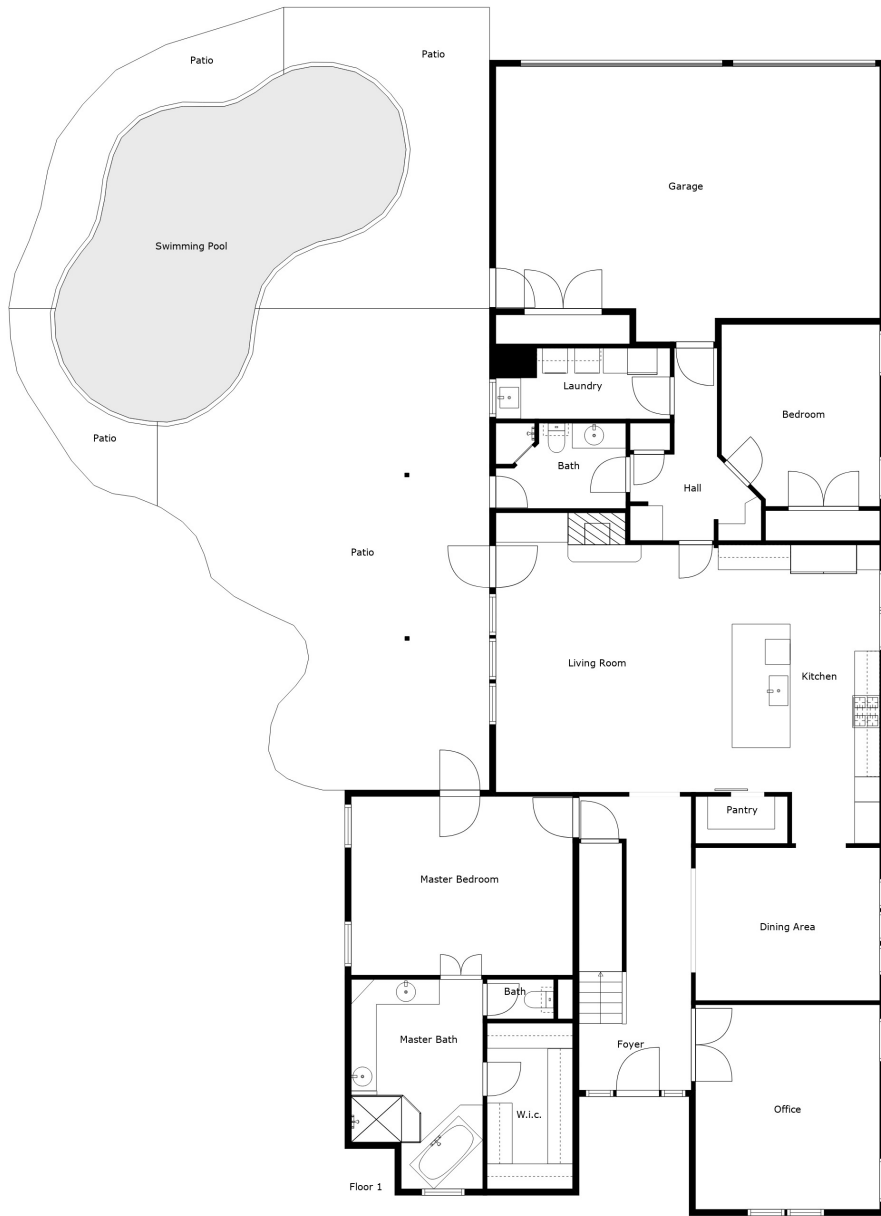 Patio
Patio
Garage
Swimming Pool
Laundry
Bedroom
Patio
Bath
Hall
Patio
Living Room
Kitchen
Pantry
Master Bedroom
Dining Area
Bath
Master Bath
Foyer
W.i.c.
Office
Floor 1